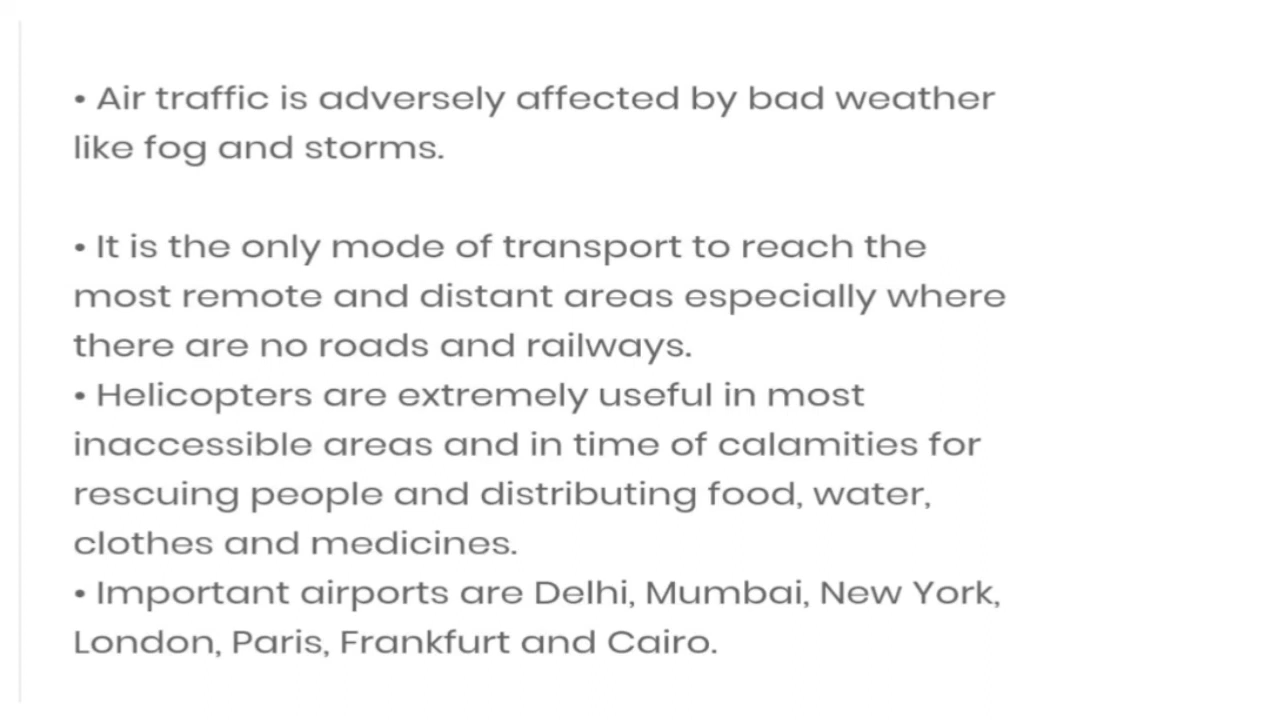 • Air traffic is adversely affected by bad weather
like fog and storms.
• It is the only mode of transport to reach the
most remote and distant areas especially where
there are no roads and railways.
• Helicopters are extremely useful in most
inaccessible areas and in time of calamities for
rescuing people and distributing food, water,
clothes and medicines.
• Important airports are Delhi, Mumbai, New York,
London, Paris, Frankfurt and Cairo.